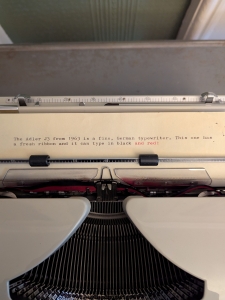 The Adler J5 from 1963 is a fine, German typewriter. This one has
a fresh ribbon and it can type in black and red!